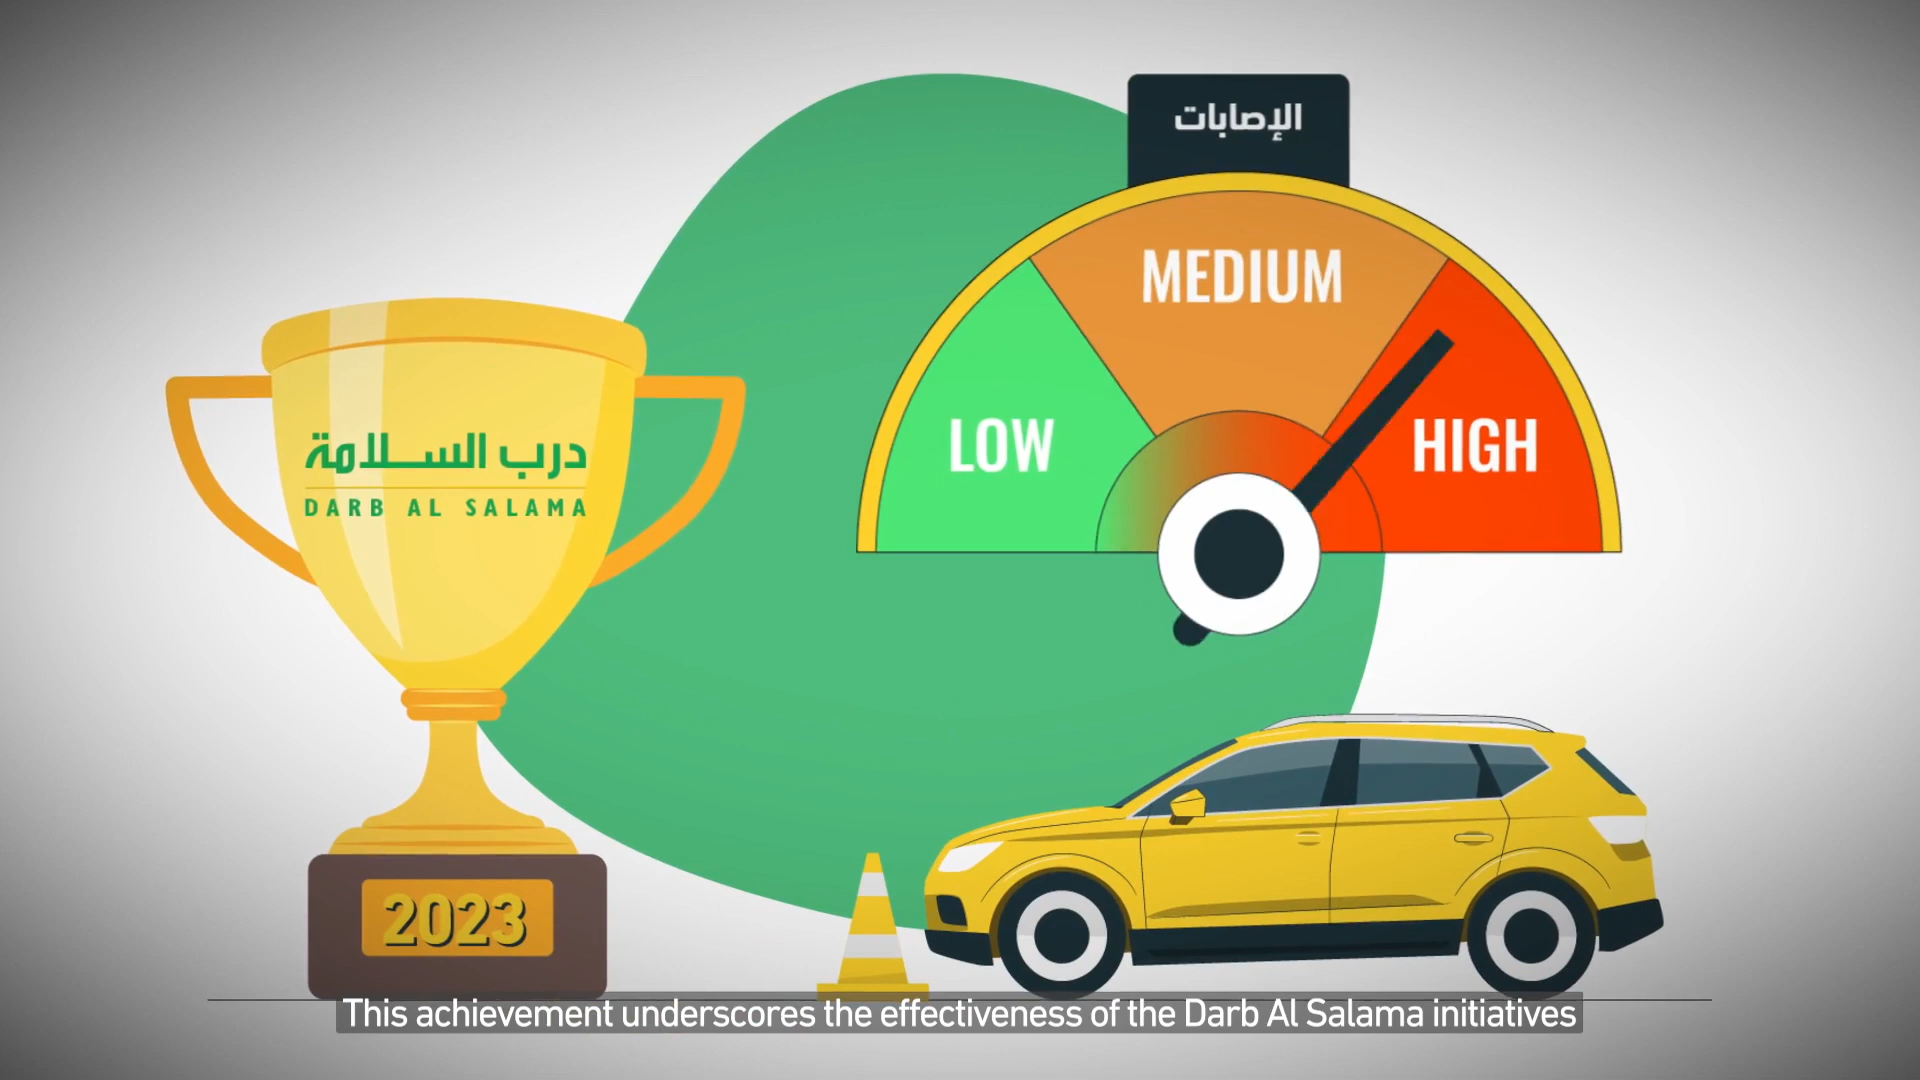 الإصابات
MEDIUM
LOW
HIGH
درب السلامة
DARB AL SALAMA
2023
This achievement underscores the effectiveness of the Darb Al Salama initiatives